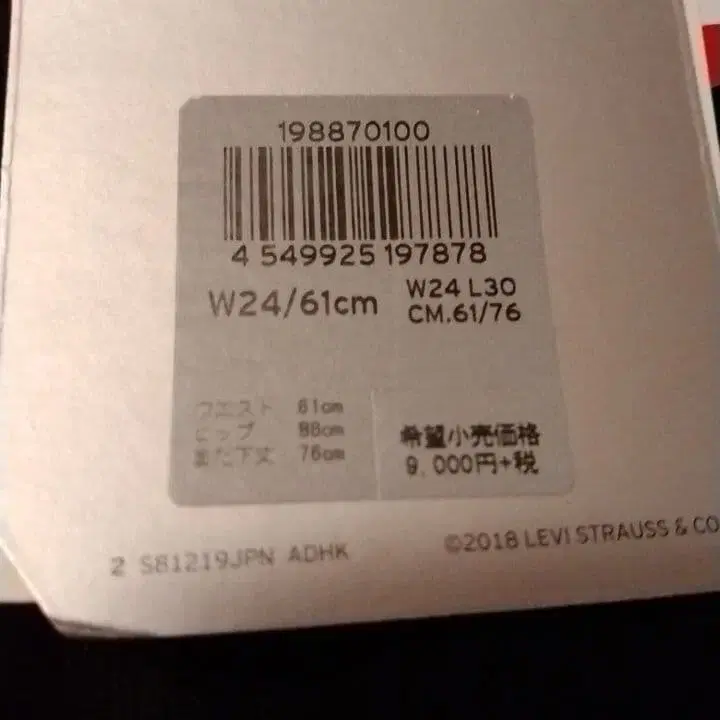 198870100
4 549925 197878
W24/61cm
W24 L30
CM.61/76
ウエスト 61cm
ヒップ 88cm
また下丈 76cm
希望小売価格
9,000円+税
2 S81219JPN ADHK
©2018 LEVI STRAUSS & CO